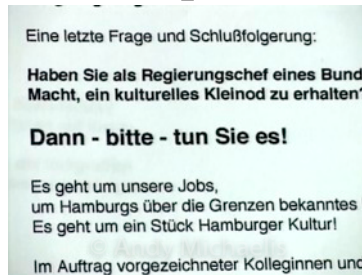 Eine letzte Frage und Schlußfolgerung:
Haben Sie als Regierungschef eines Bund
Macht, ein kulturelles Kleinod zu erhalten?
Dann - bitte - tun Sie es!
Es geht um unsere Jobs,
um Hamburgs über die Grenzen bekanntes
Es geht um ein Stück Hamburger Kultur!
Im Auftrag vorgezeichneter Kolleginnen und